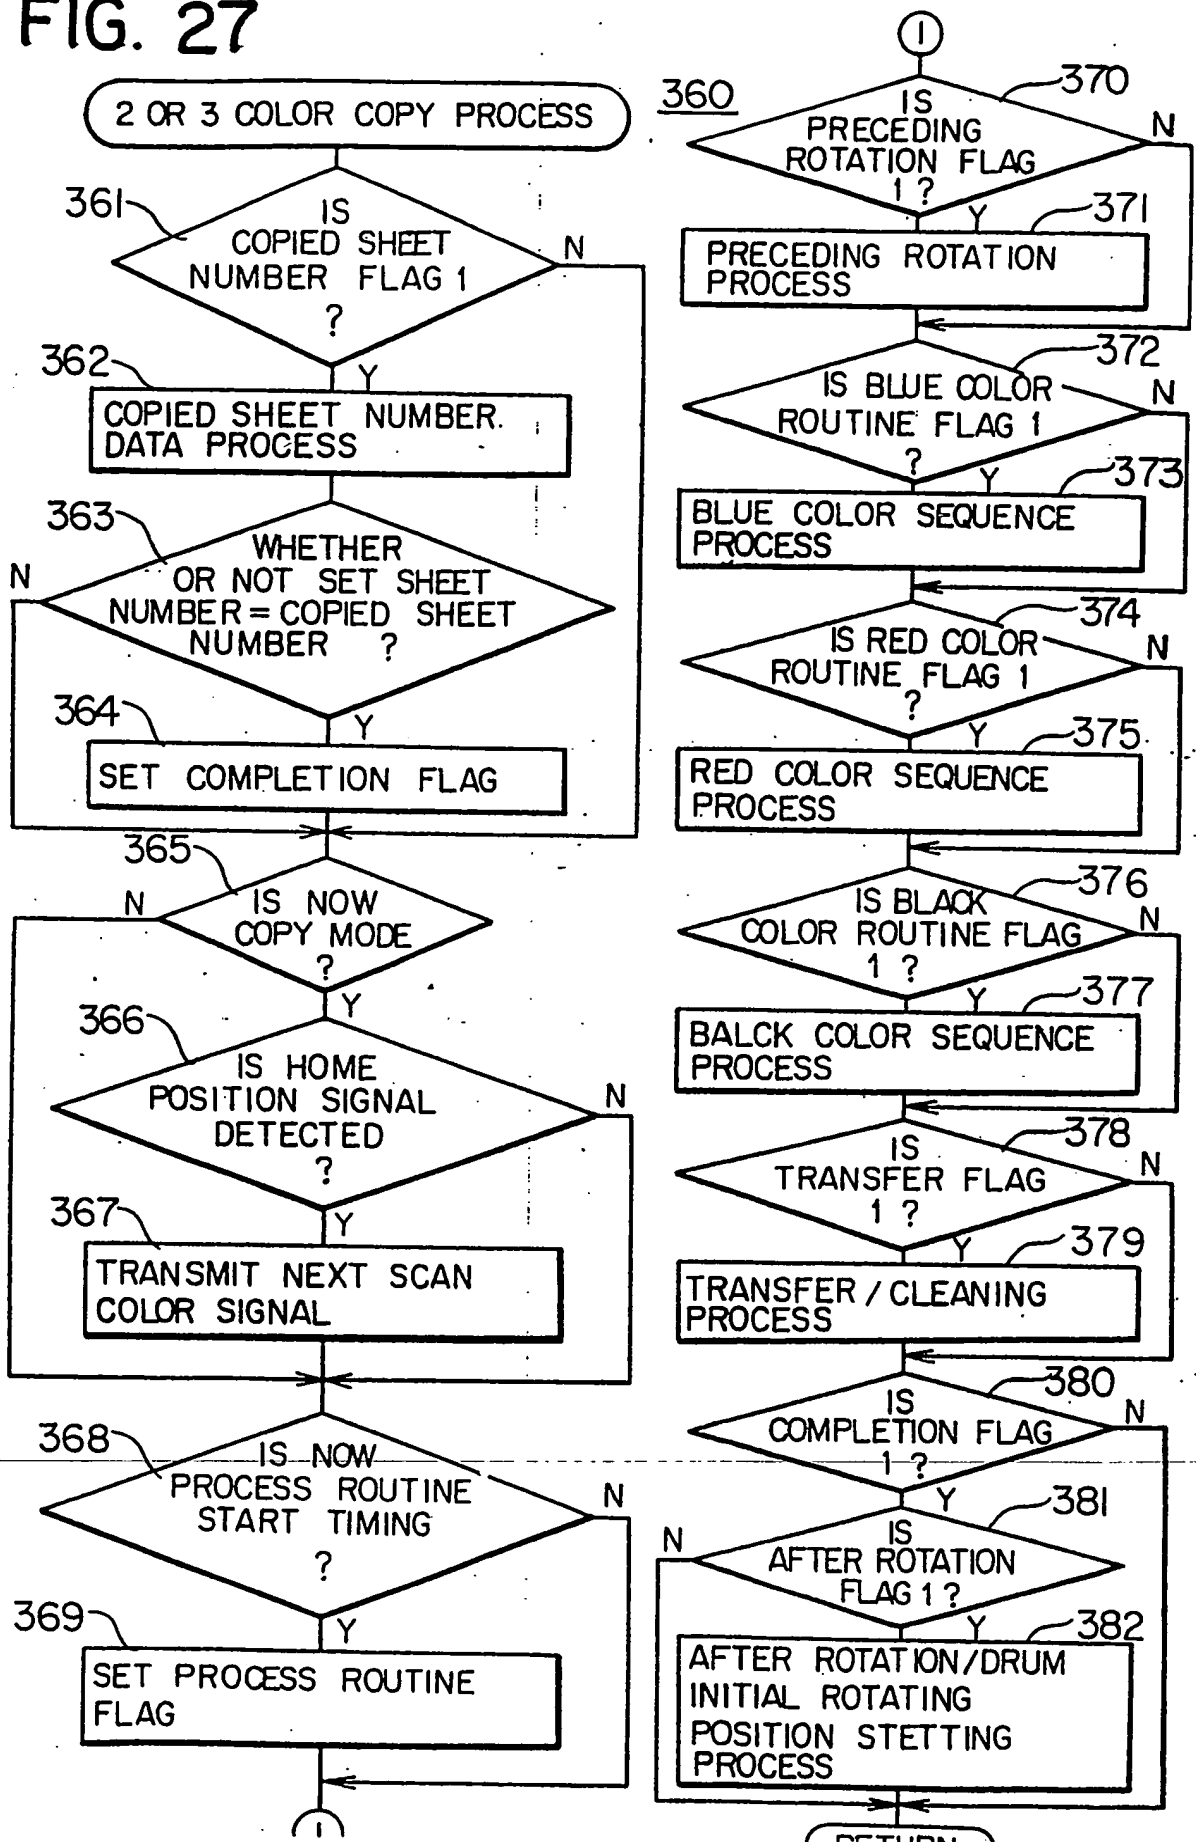 FIG. 27
2 OR 3 COLOR COPY PROCESS
361
IS
COPIED SHEET
NUMBER FLAG 1
?
N
Y
362
COPIED SHEET NUMBER.
DATA PROCESS
363
WHETHER
OR NOT SET SHEET
NUMBER = COPIED SHEET
NUMBER ?
N
Y
364
SET COMPLETION FLAG
365
IS NOW
COPY MODE
?
N
Y
366
IS HOME
POSITION SIGNAL
DETECTED
?
N
Y
367
TRANSMIT NEXT SCAN
COLOR SIGNAL
368
IS NOW
PROCESS ROUTINE
START TIMING
?
N
Y
369
SET PROCESS ROUTINE
FLAG
1
1
360
370
IS
PRECEDING
ROTATION FLAG
1 ?
N
Y
371
PRECEDING ROTATION
PROCESS
372
IS BLUE COLOR
ROUTINE FLAG 1
?
N
Y
373
BLUE COLOR SEQUENCE
PROCESS
374
IS RED COLOR
ROUTINE FLAG 1
?
N
Y
375
RED COLOR SEQUENCE
PROCESS
376
IS BLACK
COLOR ROUTINE FLAG
1 ?
N
Y
377
BALCK COLOR SEQUENCE
PROCESS
378
IS
TRANSFER FLAG
1 ?
N
Y
379
TRANSFER / CLEANING
PROCESS
380
IS
COMPLETION FLAG
1 ?
N
Y
381
IS
AFTER ROTATION
FLAG 1 ?
N
Y
382
AFTER ROTATION/DRUM
INITIAL ROTATING
POSITION STETTING
PROCESS
RETURN